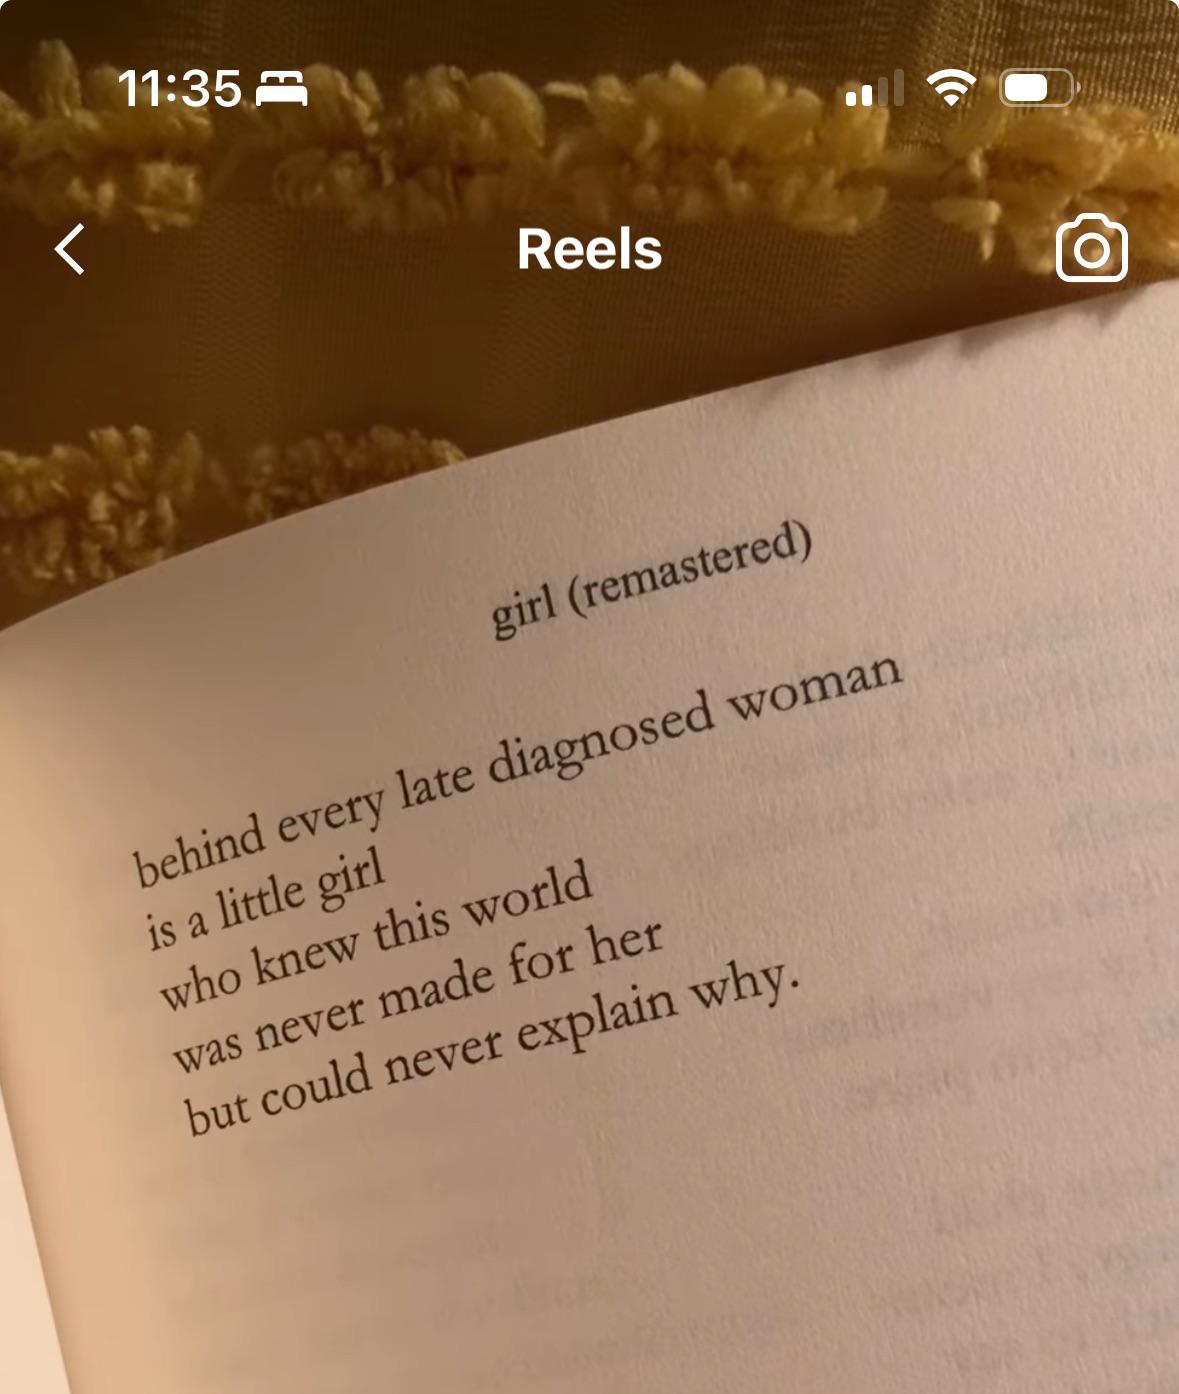 11:35
Reels
girl (remastered)
behind every late diagnosed woman
is a little girl
who knew this world
was never made for her
but could never explain why.